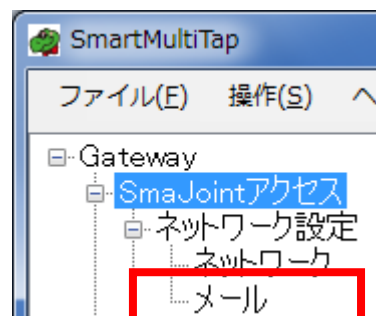 SmartMultiTap
ファイル(F) 操作(S) ヘ
Gateway
SmaJointアクセス
ネットワーク設定
ネットワーク
メール